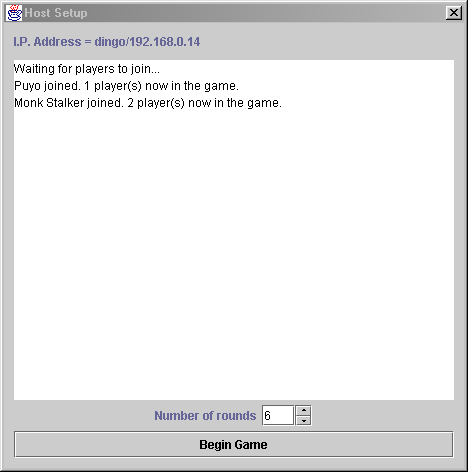 Host Setup
I.P. Address = dingo/192.168.0.14
Waiting for players to join...
Puyo joined. 1 player(s) now in the game.
Monk Stalker joined. 2 player(s) now in the game.
Number of rounds 6
Begin Game